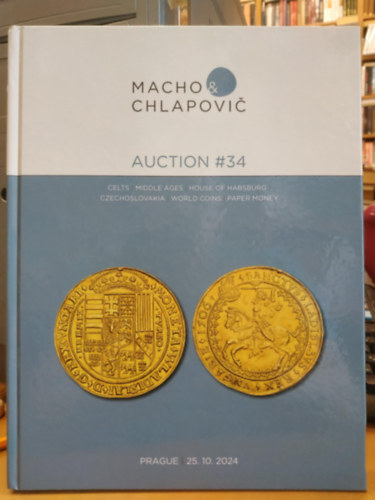 MACHO &
CHLAPOVIČ
AUCTION #34
CELTS MIDDLE AGES HOUSE OF HABSBURG
CZECHOSLOVAKIA WORLD COINS PAPER MONEY
PRAGUE 25. 10. 2024